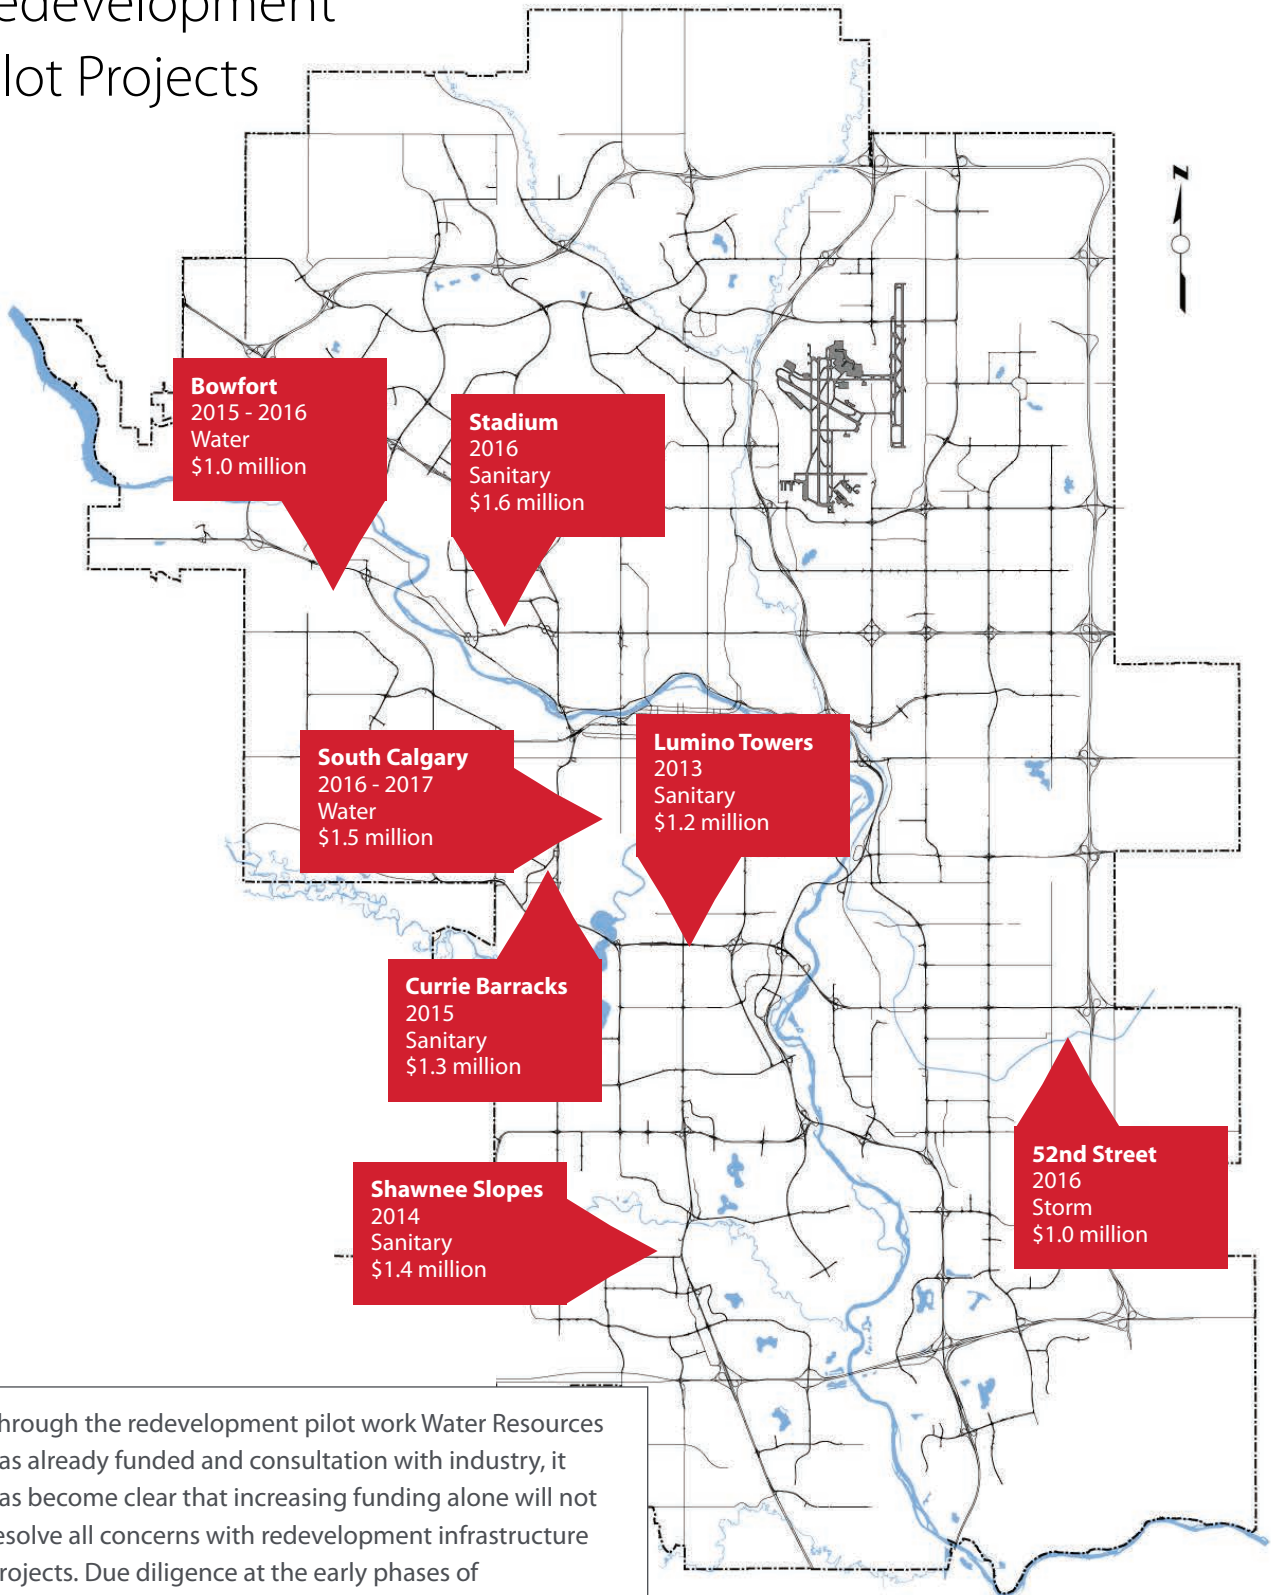 edevelopment
lot Projects
N
Bowfort
2015 - 2016
Water
$1.0 million
Stadium
2016
Sanitary
$1.6 million
South Calgary
2016 - 2017
Water
$1.5 million
Lumino Towers
2013
Sanitary
$1.2 million
Currie Barracks
2015
Sanitary
$1.3 million
52nd Street
2016
Storm
$1.0 million
Shawnee Slopes
2014
Sanitary
$1.4 million
hrough the redevelopment pilot work Water Resources
as already funded and consultation with industry, it
as become clear that increasing funding alone will not
esolve all concerns with redevelopment infrastructure
rojects. Due diligence at the early phases of